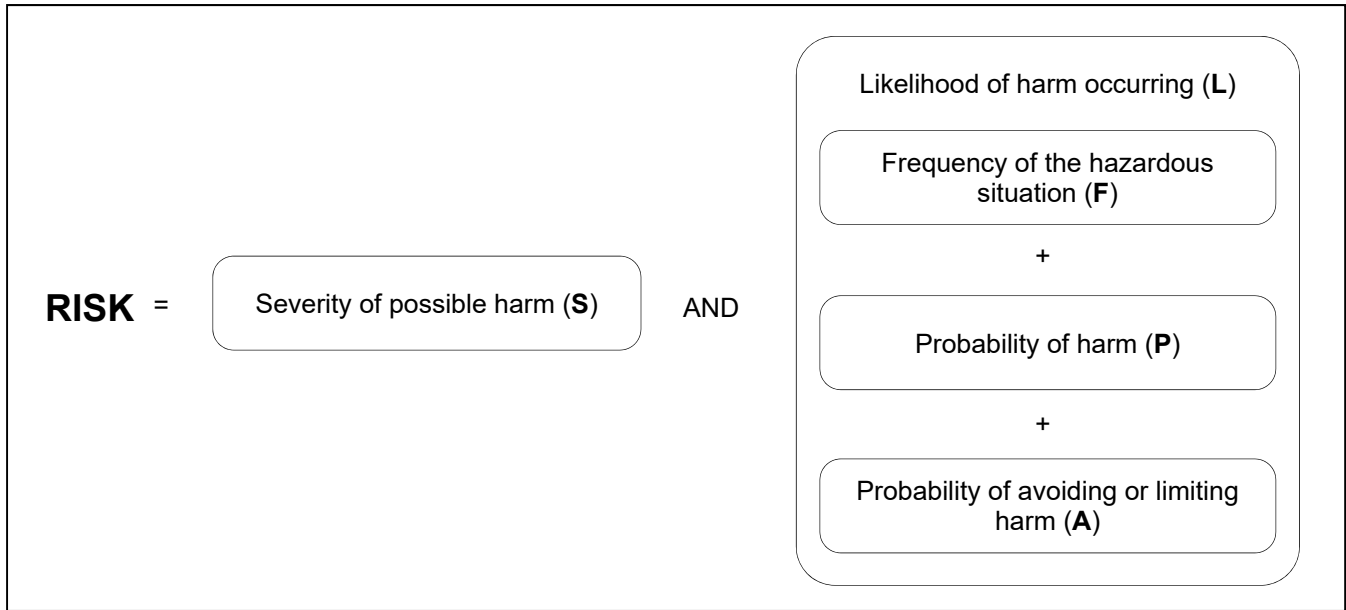 RISK =
Severity of possible harm (S)
AND
Likelihood of harm occurring (L)
Frequency of the hazardous
situation (F)
+
Probability of harm (P)
+
Probability of avoiding or limiting
harm (A)